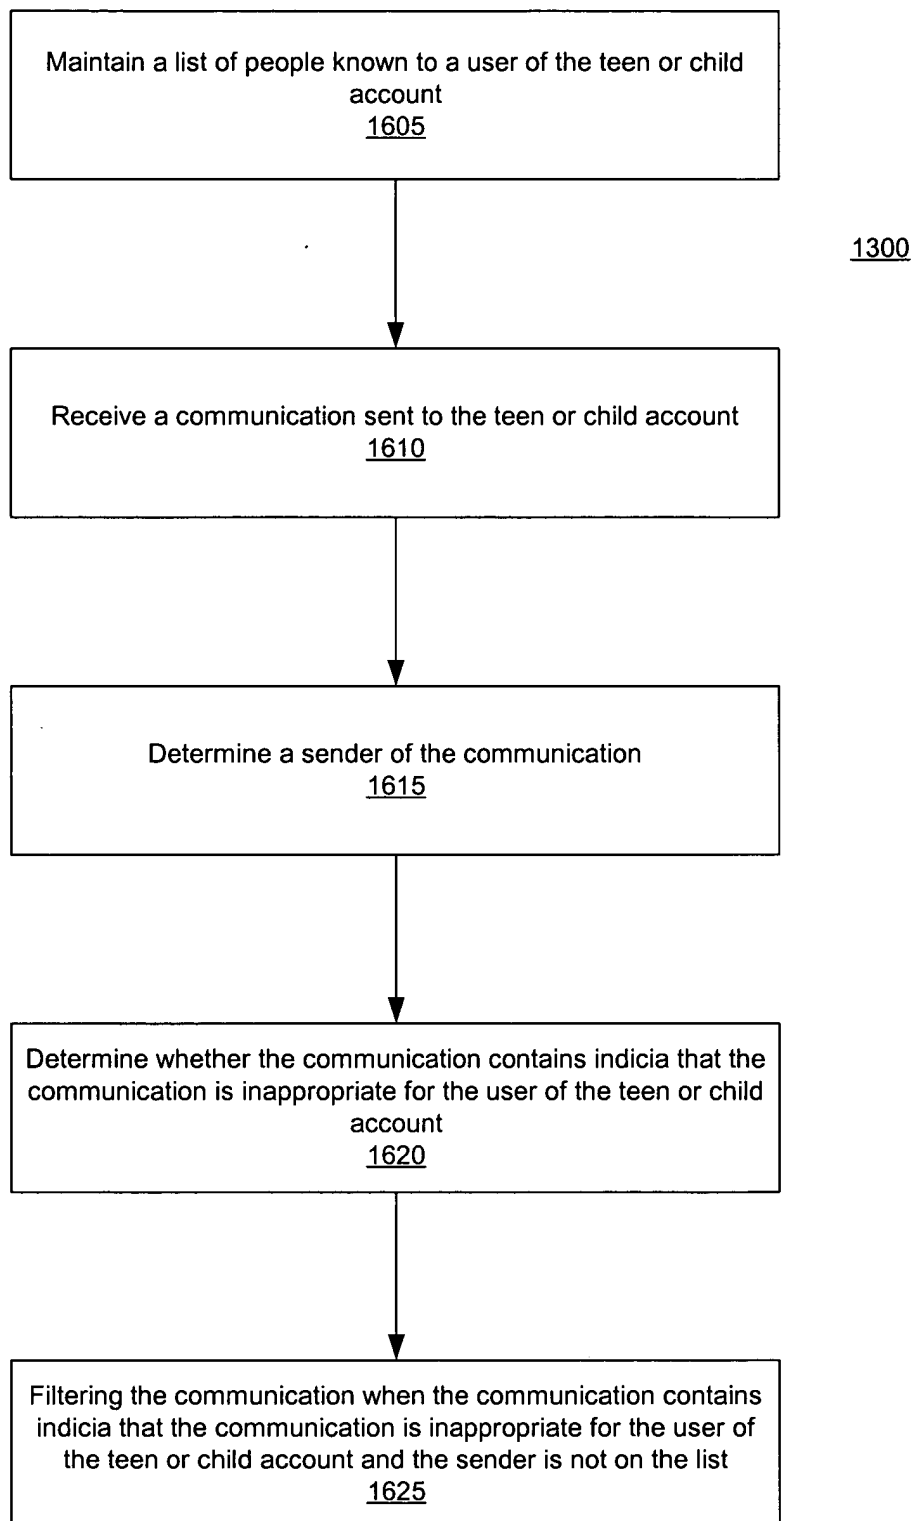 Maintain a list of people known to a user of the teen or child
account
1605
1300
Receive a communication sent to the teen or child account
1610
Determine a sender of the communication
1615
Determine whether the communication contains indicia that the
communication is inappropriate for the user of the teen or child
account
1620
Filtering the communication when the communication contains
indicia that the communication is inappropriate for the user of
the teen or child account and the sender is not on the list
1625